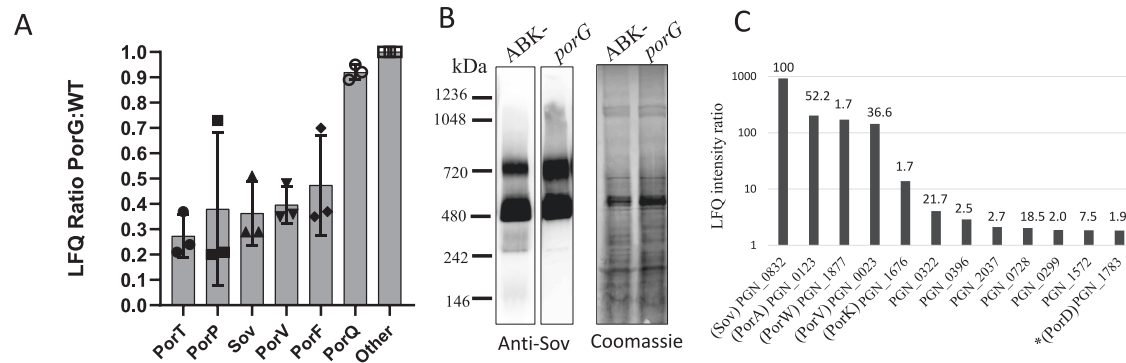 A
LFQ Ratio PorG:WT
1.0
0.9
0.8
0.7
0.6
0.5
0.4
0.3
0.2
0.1
0.0
PorT
PorP
Sov
PorV
PorF
PorQ
Other
B
ABK-
porG
ABK-
porG
kDa
1236
1048
720
480
242
146
Anti-Sov
Coomassie
C
LFQ intensity ratio
1000
100
10
1
100
52.2
1.7
36.6
1.7
21.7
2.5
2.7
18.5
2.0
7.5
1.9
(Sov) PGN_0832
(PorA) PGN_0123
(PorW) PGN_1877
(PorV) PGN_0023
(PorK) PGN_1676
PGN_0322
PGN_0396
PGN_2037
PGN_0728
PGN_0299
PGN_1572
*(PorD) PGN_1783